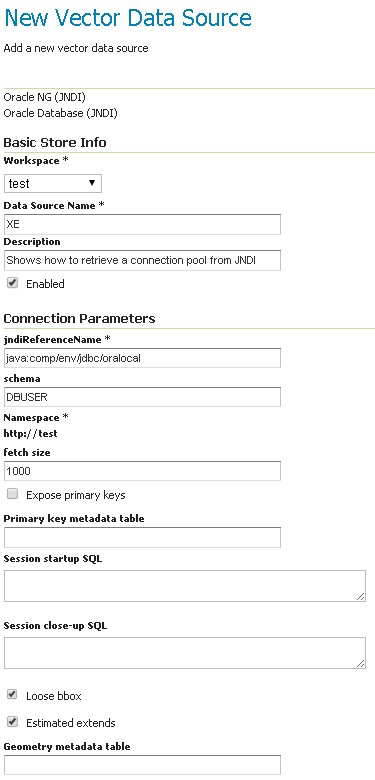 New Vector Data Source
Add a new vector data source
Oracle NG (JNDI)
Oracle Database (JNDI)
Basic Store Info
Workspace *
test
Data Source Name *
XE
Description
Shows how to retrieve a connection pool from JNDI
Enabled
Connection Parameters
jndiReferenceName *
java:comp/env/jdbc/oralocal
schema
DBUSER
Namespace *
http://test
fetch size
1000
Expose primary keys
Primary key metadata table
Session startup SQL
Session close-up SQL
Loose bbox
Estimated extends
Geometry metadata table